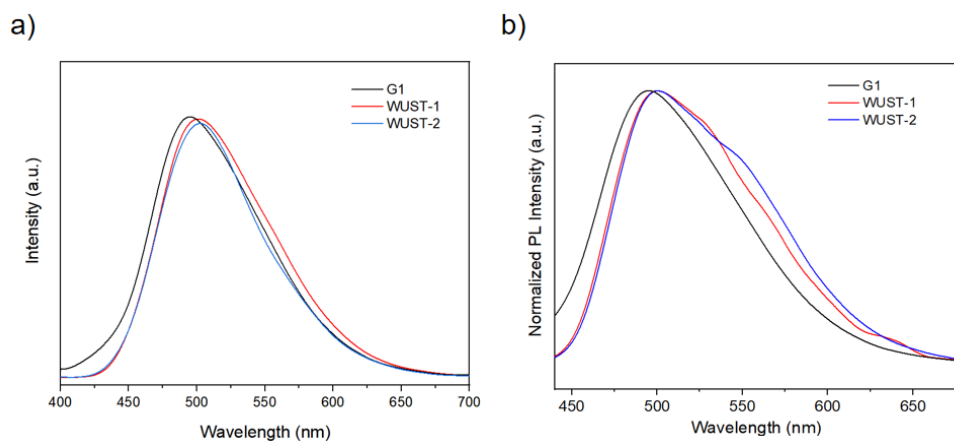 a)
G1
WUST-1
WUST-2
Intensity (a.u.)
400 450 500 550 600 650 700
Wavelength (nm)
b)
G1
WUST-1
WUST-2
Normalized PL Intensity (a.u.)
450 500 550 600 650
Wavelength (nm)